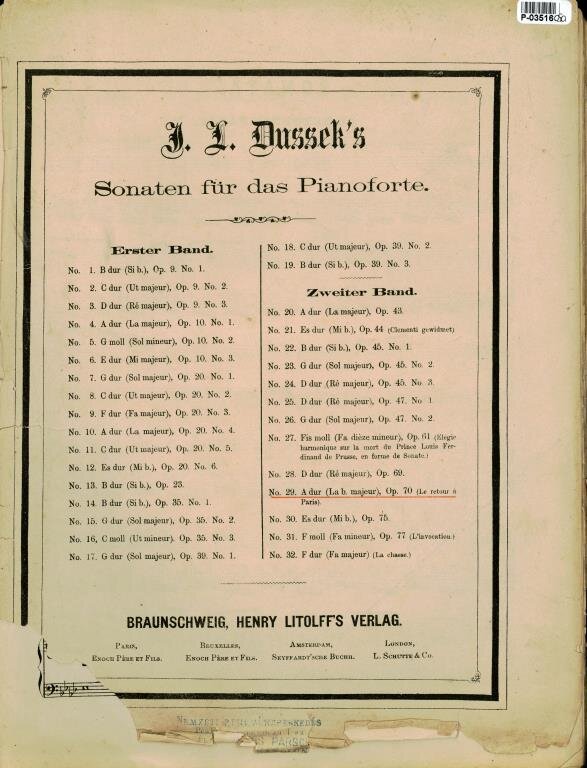 P-03516
J. L. Dussek's
Sonaten für das Pianoforte.
Erster Band.
No. 1. B dur (Si b.), Op. 9. No. 1.
No. 2. C dur (Ut majeur), Op. 9. No. 2.
No. 3. D dur (Ré majeur), Op. 9. No. 3.
No. 4. A dur (La majeur), Op. 10. No. 1.
No. 5. G moll (Sol mineur), Op. 10. No. 2.
No. 6. E dur (Mi majeur), Op. 10. No. 3.
No. 7. G dur (Sol majeur), Op. 20. No. 1.
No. 8. C dur (Ut majeur), Op. 20. No. 2.
No. 9. F dur (Fa majeur), Op. 20. No. 3.
No. 10. A dur (La majeur), Op. 20. No. 4.
No. 11. C dur (Ut majeur), Op. 20. No. 5.
No. 12. Es dur (Mi b.), Op. 20. No. 6.
No. 13. B dur (Si b.), Op. 23.
No. 14. B dur (Si b.), Op. 35. No. 1.
No. 15. G dur (Sol majeur), Op. 35. No. 2.
No. 16. C moll (Ut mineur). Op. 35. No. 3.
No. 17. G dur (Sol majeur), Op. 39. No. 1.
No. 18. C dur (Ut majeur), Op. 39. No. 2.
No. 19. B dur (Si b.), Op. 39. No. 3.
Zweiter Band.
No. 20. A dur (La majeur), Op. 43.
No. 21. Es dur (Mi b.), Op. 44 (Clementi gewidmet)
No. 22. B dur (Si b.), Op. 45. No. 1.
No. 23. G dur (Sol majeur), Op. 45. No. 2.
No. 24. D dur (Ré majeur), Op. 45. No. 3.
No. 25. D dur (Ré majeur), Op. 47. No 1.
No. 26. G dur (Sol majeur), Op. 47. No. 2.
No. 27. Fis moll (Fa dièze mineur), Op. 61 (Élégie
harmonique sur la mort du Prince Louis Fer-
dinand de Prusse, en forme de Sonate.)
No. 28. D dur (Ré majeur), Op. 69.
No. 29. A dur (La b. majeur), Op. 70 (Le retour à
Paris).
No. 30. Es dur (Mi b.), Op. 75.
No. 31. F moll (Fa mineur), Op. 77 (L'invocation.)
No. 32. F dur (Fa majeur) (La chasse.)
BRAUNSCHWEIG, HENRY LITOLFF'S VERLAG.
PARIS,
ENOCH PÈRE ET FILS.
BRUXELLES,
ENOCH PÈRE ET FILS.
AMSTERDAM,
SEYFFARDT'SCHE BUCHH.
LONDON,
L. SCHUTTE & CO.
NEMZETI